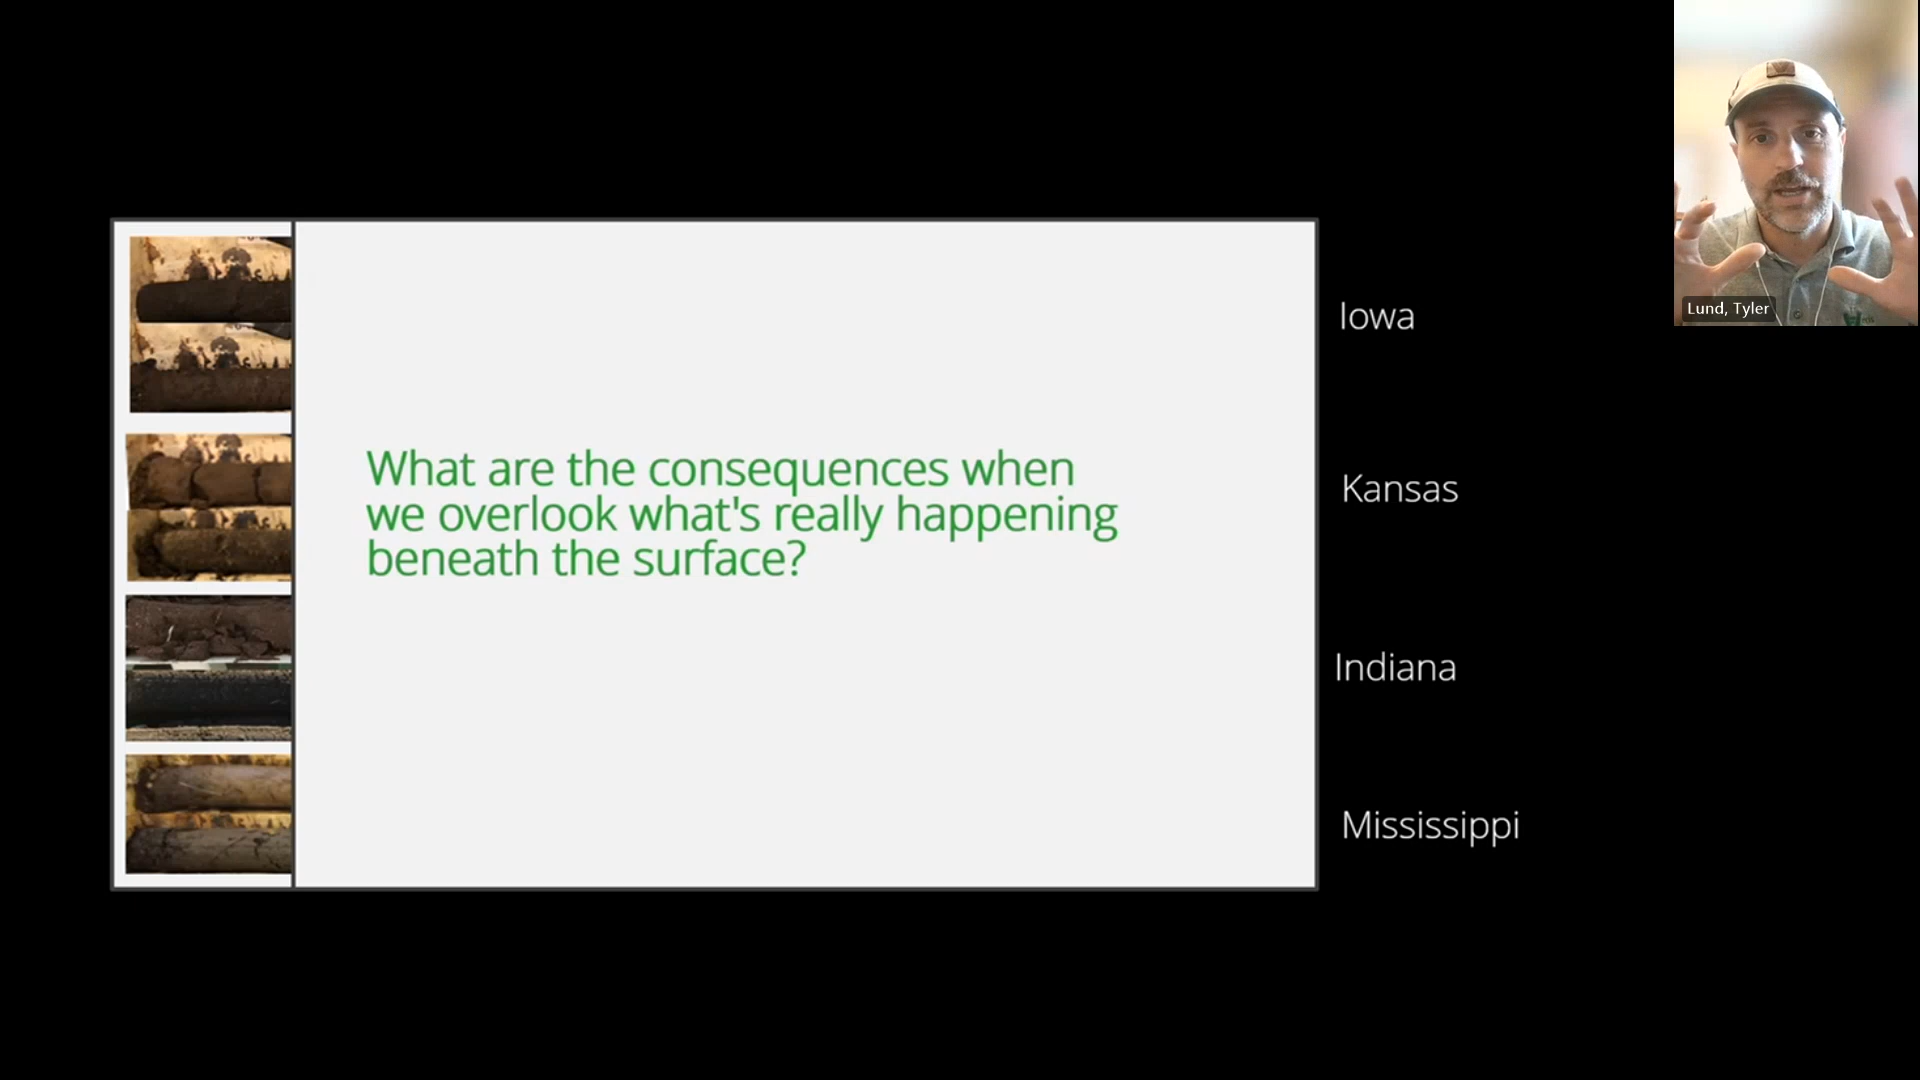 What are the consequences when
we overlook what's really happening
beneath the surface?
Iowa
Kansas
Indiana
Mississippi
Lund, Tyler